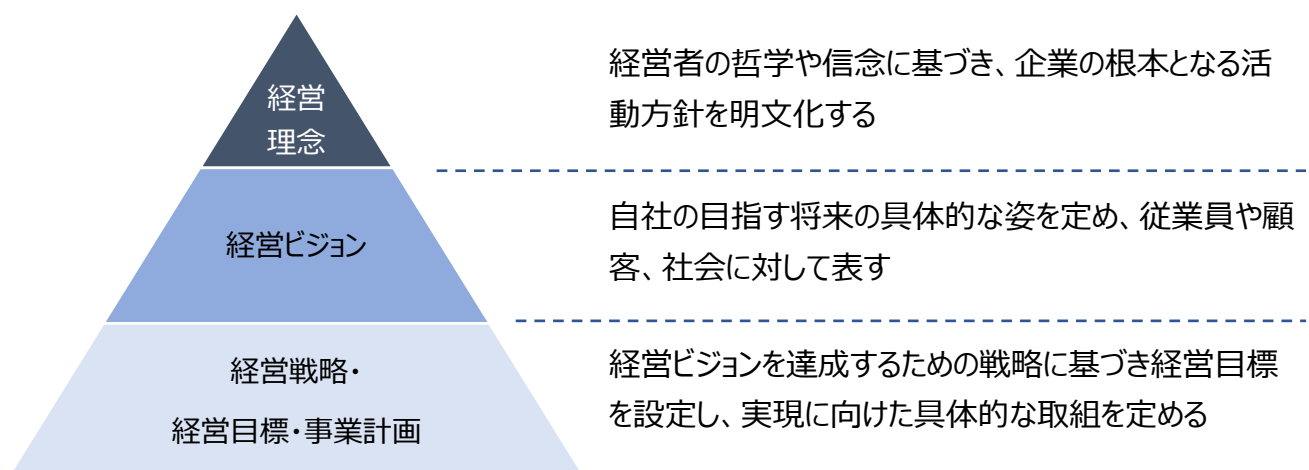 経営
理念
経営者の哲学や信念に基づき、企業の根本となる活
動方針を明文化する
経営ビジョン
自社の目指す将来の具体的な姿を定め、従業員や顧
客、社会に対して表す
経営戦略・
経営目標・事業計画
経営ビジョンを達成するための戦略に基づき経営目標
を設定し、実現に向けた具体的な取組を定める